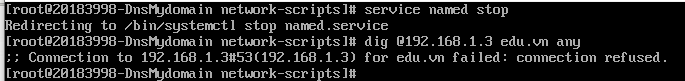 [root@20183998-DnsMydomain network-scripts]# service named stop
Redirecting to /bin/systemctl stop named.service
[root@20183998-DnsMydomain network-scripts]# dig @192.168.1.3 edu.vn any
;; Connection to 192.168.1.3#53(192.168.1.3) for edu.vn failed: connection refused.
[root@20183998-DnsMydomain network-scripts]#